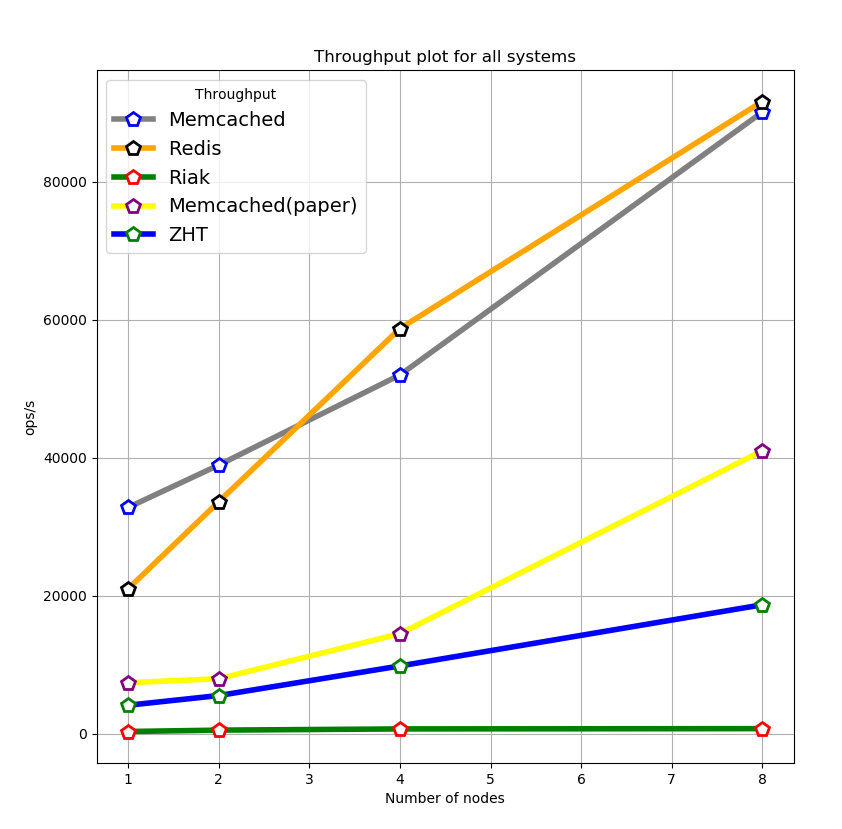 Throughput plot for all systems
Throughput
Memcached
Redis
Riak
Memcached(paper)
ZHT
80000
60000
40000
20000
0
ops/s
1 2 3 4 5 6 7 8
Number of nodes